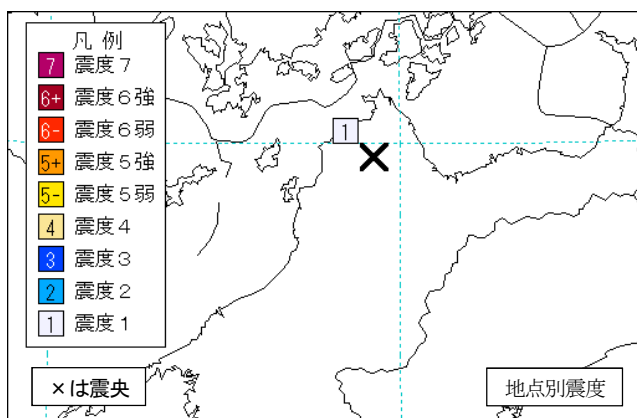 凡 例
7 震度７
6+ 震度６強
6- 震度６弱
5+ 震度５強
5- 震度５弱
4 震度４
3 震度３
2 震度２
1 震度１
1
×は震央
地点別震度